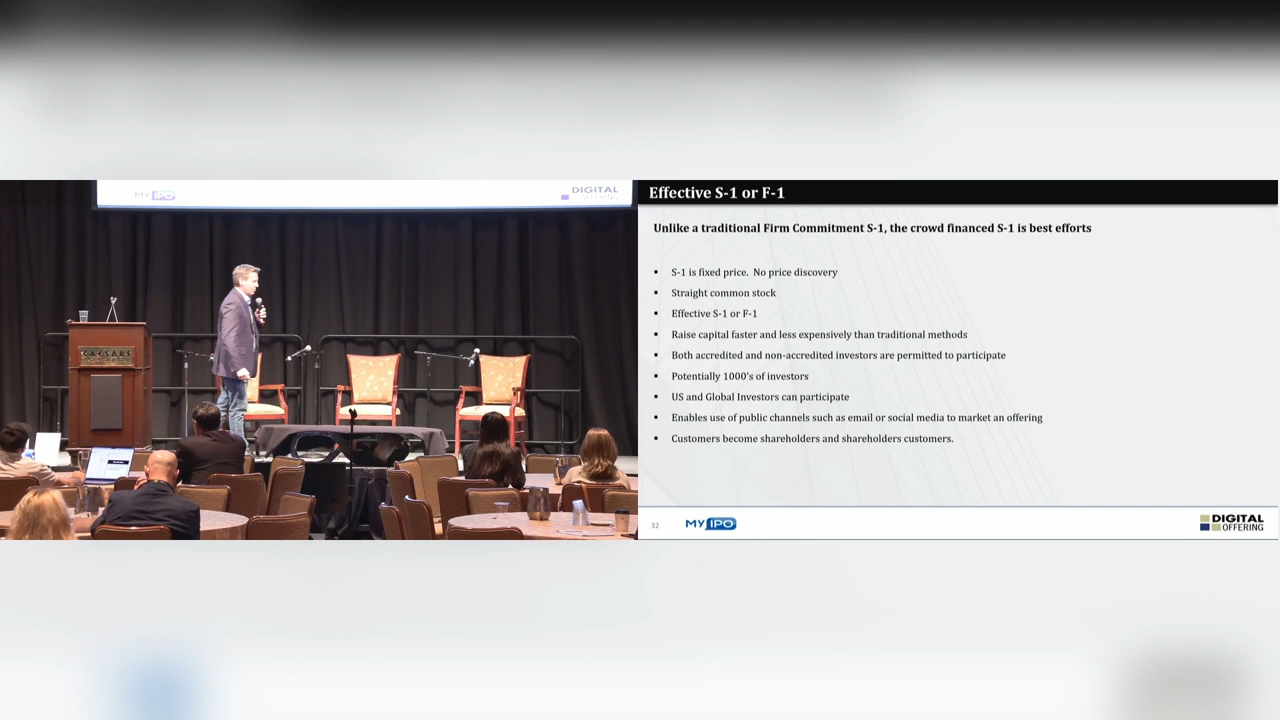 MY IPO
DIGITAL
CAESARS
Effective S-1 or F-1
Unlike a traditional Firm Commitment S-1, the crowd financed S-1 is best efforts
▪ S-1 is fixed price. No price discovery
▪ Straight common stock
▪ Effective S-1 or F-1
▪ Raise capital faster and less expensively than traditional methods
▪ Both accredited and non-accredited investors are permitted to participate
▪ Potentially 1000's of investors
▪ US and Global Investors can participate
▪ Enables use of public channels such as email or social media to market an offering
▪ Customers become shareholders and shareholders customers.
32
MY IPO
DIGITAL
OFFERING